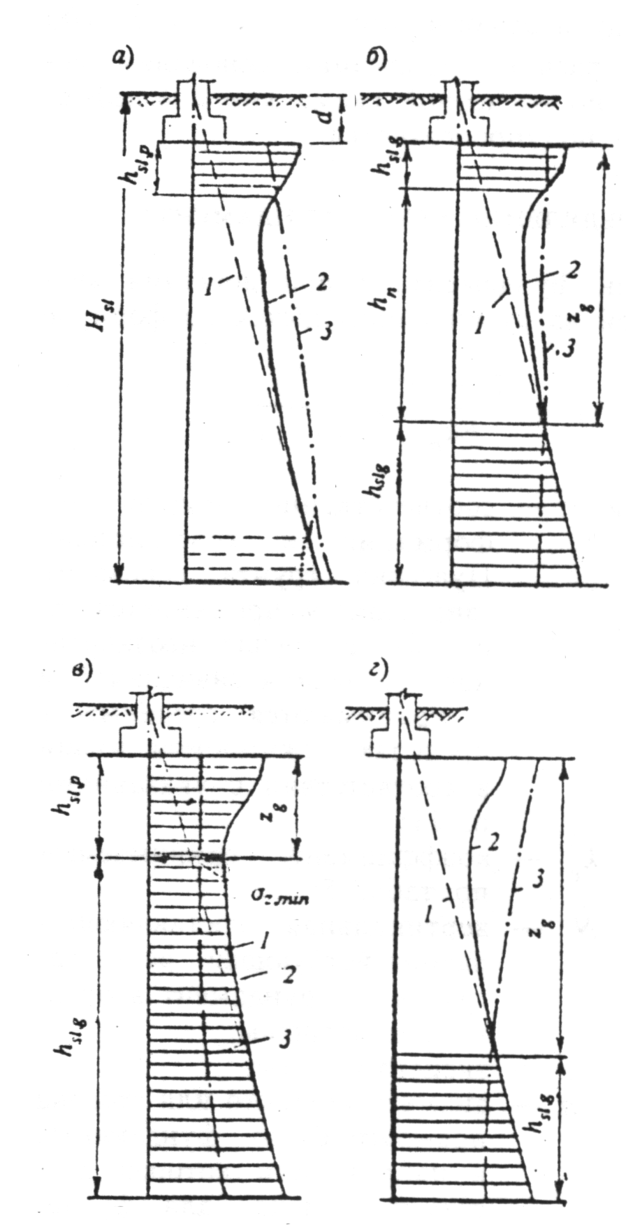 а)
d
h_sl,p
H_sl
1
2
3
б)
h_sl,g
h_n
z_g
1
2
3
h_slg
в)
h_sl,p
z_g
σ_z min
1
2
3
h_sl,g
г)
1
2
3
z_g
h_sl,g